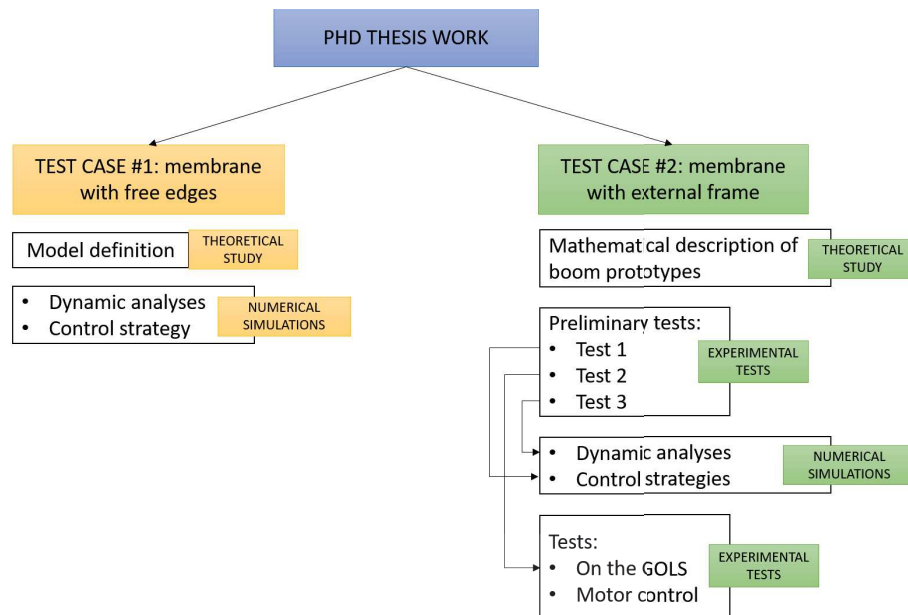 PHD THESIS WORK
TEST CASE #1: membrane
with free edges
Model definition
THEORETICAL
STUDY
• Dynamic analyses
• Control strategy
NUMERICAL
SIMULATIONS
TEST CASE #2: membrane
with external frame
Mathematical description of
boom prototypes
THEORETICAL
STUDY
Preliminary tests:
• Test 1
• Test 2
• Test 3
EXPERIMENTAL
TESTS
• Dynamic analyses
• Control strategies
NUMERICAL
SIMULATIONS
Tests:
• On the GOLS
• Motor control
EXPERIMENTAL
TESTS